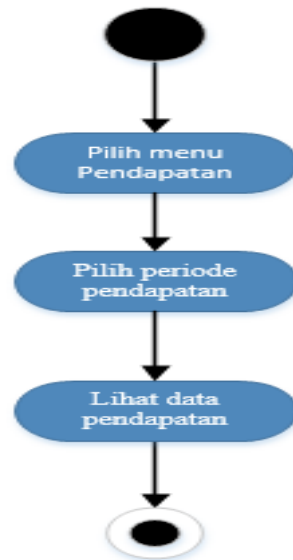 Pilih menu
Pendapatan
Pilih periode
pendapatan
Lihat data
pendapatan